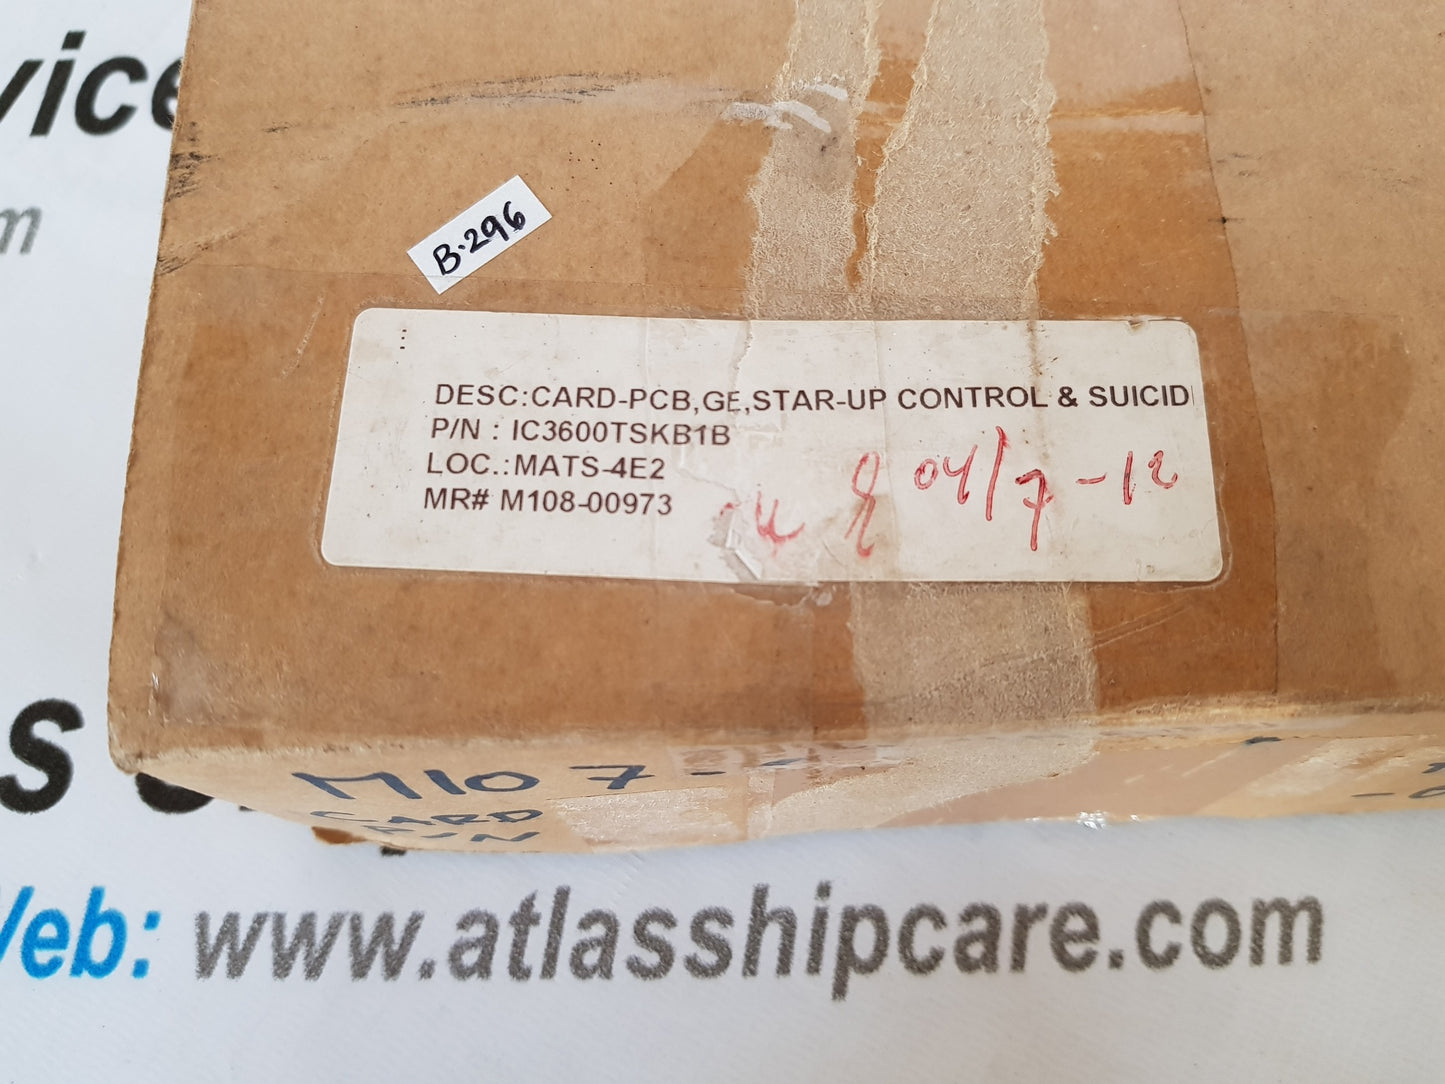 vice
m
B.296
DESC:CARD-PCB,GE,STAR-UP CONTROL & SUICID
P/N : IC3600TSKB1B
LOC.:MATS-4E2
MR# M108-00973
04/7-12
M107-
CARD
P/N
S
Web: www.atlasshipcare.com